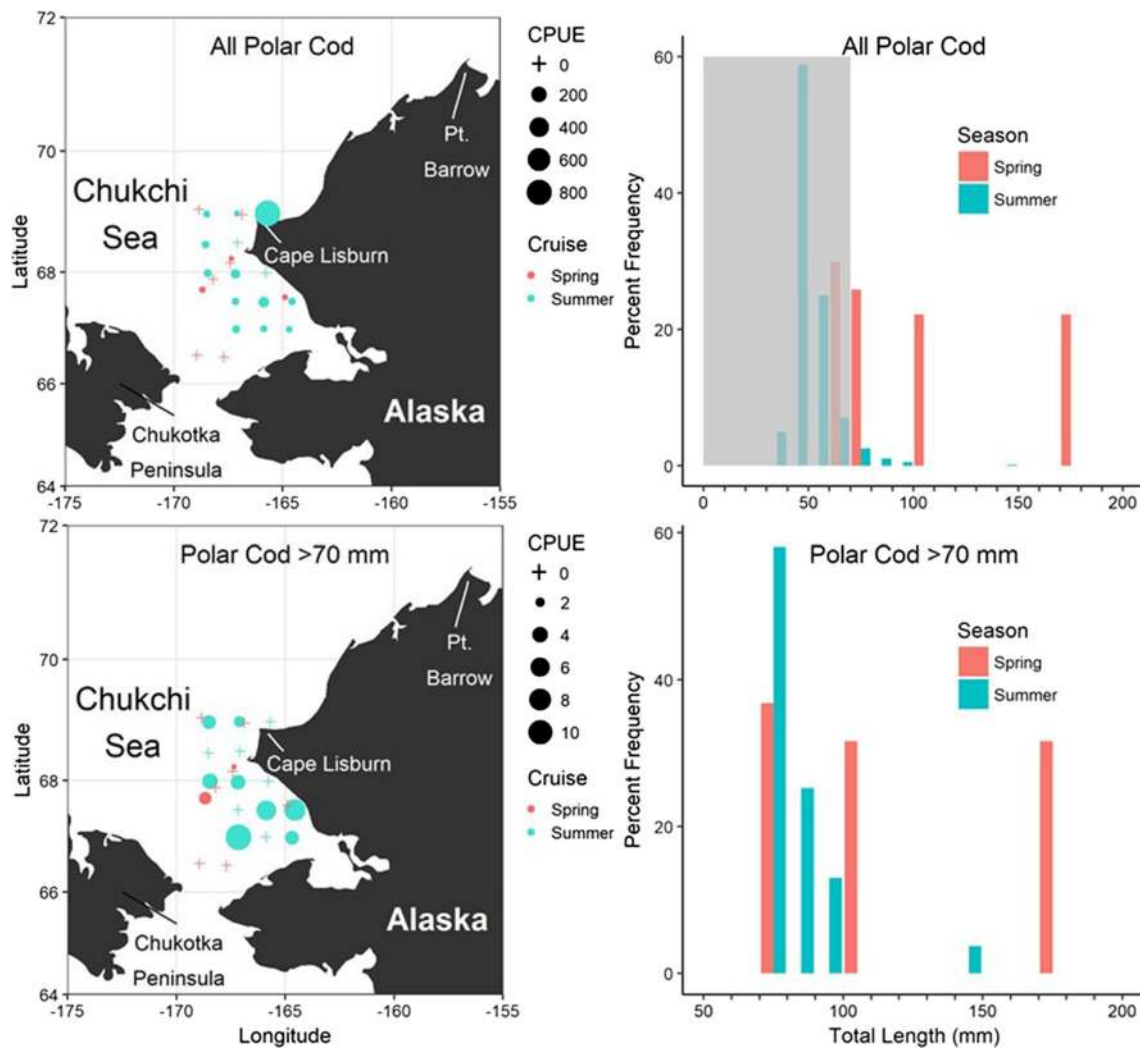 All Polar Cod
72
70
68
66
64
Latitude
-175
-170
-165
-160
-155
Pt.
Barrow
Chukchi
Sea
Cape Lisburn
Alaska
Chukotka
Peninsula
CPUE
0
200
400
600
800
Cruise
Spring
Summer
All Polar Cod
Percent Frequency
60
40
20
0
0
50
100
150
200
Season
Spring
Summer
Polar Cod >70 mm
72
70
68
66
64
Latitude
-175
-170
-165
-160
-155
Longitude
Pt.
Barrow
Chukchi
Sea
Cape Lisburn
Alaska
Chukotka
Peninsula
CPUE
0
2
4
6
8
10
Cruise
Spring
Summer
Polar Cod >70 mm
Percent Frequency
60
40
20
0
50
100
150
200
Total Length (mm)
Season
Spring
Summer